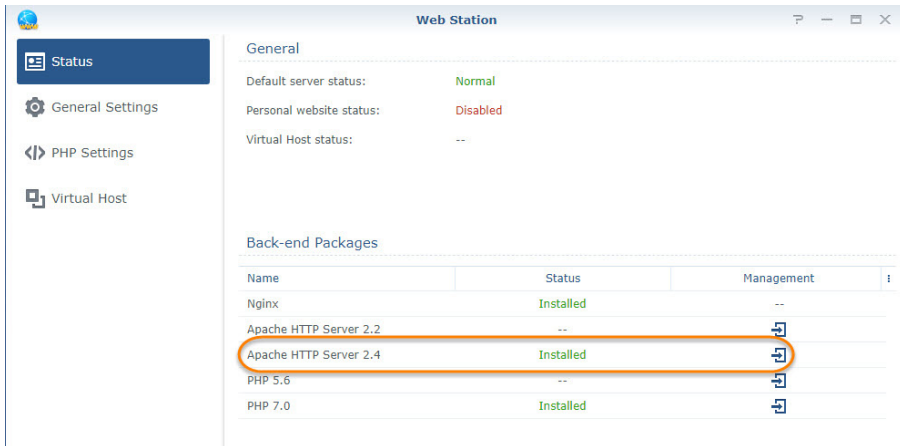 Web Station
Status
General Settings
PHP Settings
Virtual Host
General
Default server status: Normal
Personal website status: Disabled
Virtual Host status: --
Back-end Packages
Name Status Management
Nginx Installed --
Apache HTTP Server 2.2 --
Apache HTTP Server 2.4 Installed
PHP 5.6 --
PHP 7.0 Installed